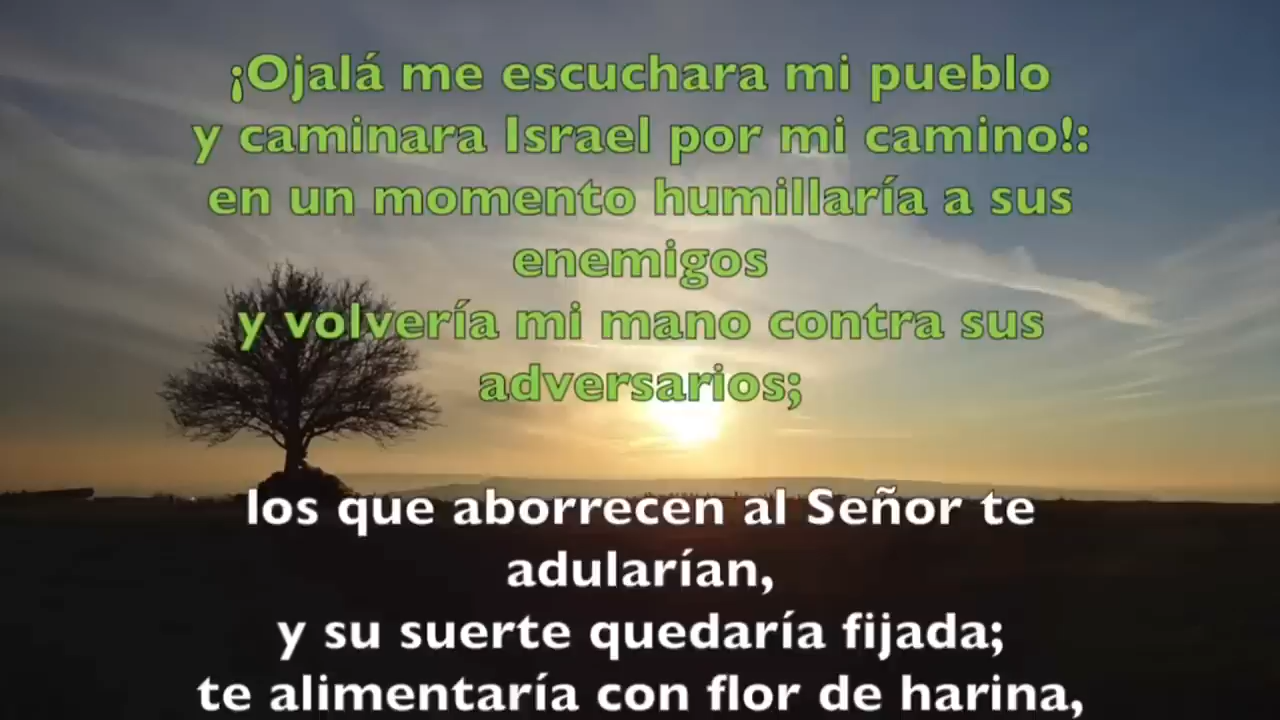 ¡Ojalá me escuchara mi pueblo
y caminara Israel por mi camino!:
en un momento humillaría a sus
enemigos
y volvería mi mano contra sus
adversarios;
los que aborrecen al Señor te
adularían,
y su suerte quedaría fijada;
te alimentaría con flor de harina,